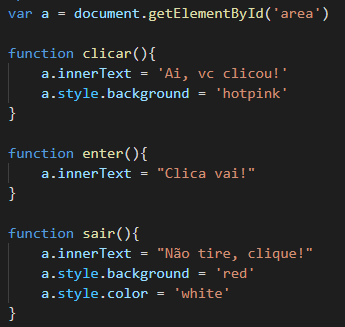 var a = document.getElementById('area')
function clicar(){
a.innerText = 'Ai, vc clicou!'
a.style.background = 'hotpink'
}
function enter(){
a.innerText = "Clica vai!"
}
function sair(){
a.innerText = "Não tire, clique!"
a.style.background = 'red'
a.style.color = 'white'
}